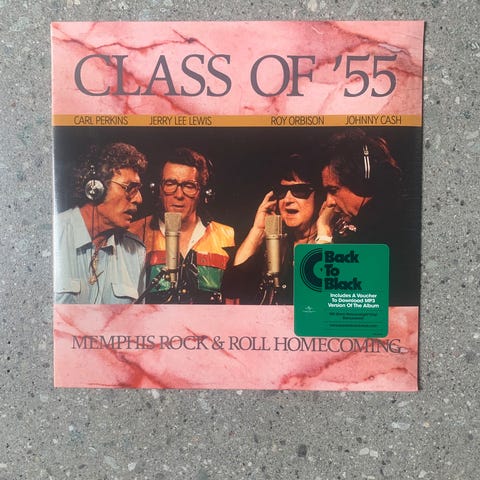 CLASS OF '55
CARL PERKINS JERRY LEE LEWIS ROY ORBISON JOHNNY CASH
Back
To
Black
Includes A Voucher
To Download MP3
Version Of The Album
MEMPHIS ROCK & ROLL HOMECOMING